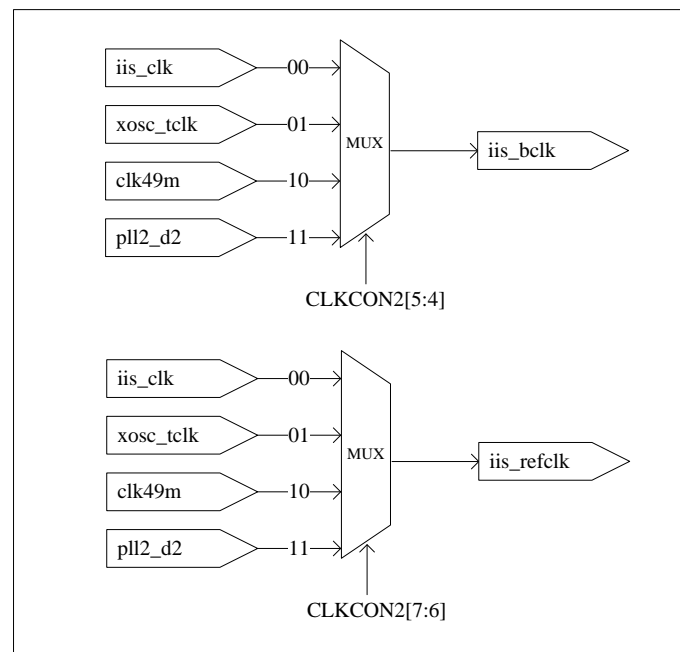 iis_clk 00
xosc_tclk 01
MUX iis_bclk
clk49m 10
pll2_d2 11
CLKCON2[5:4]
iis_clk 00
xosc_tclk 01
MUX iis_refclk
clk49m 10
pll2_d2 11
CLKCON2[7:6]